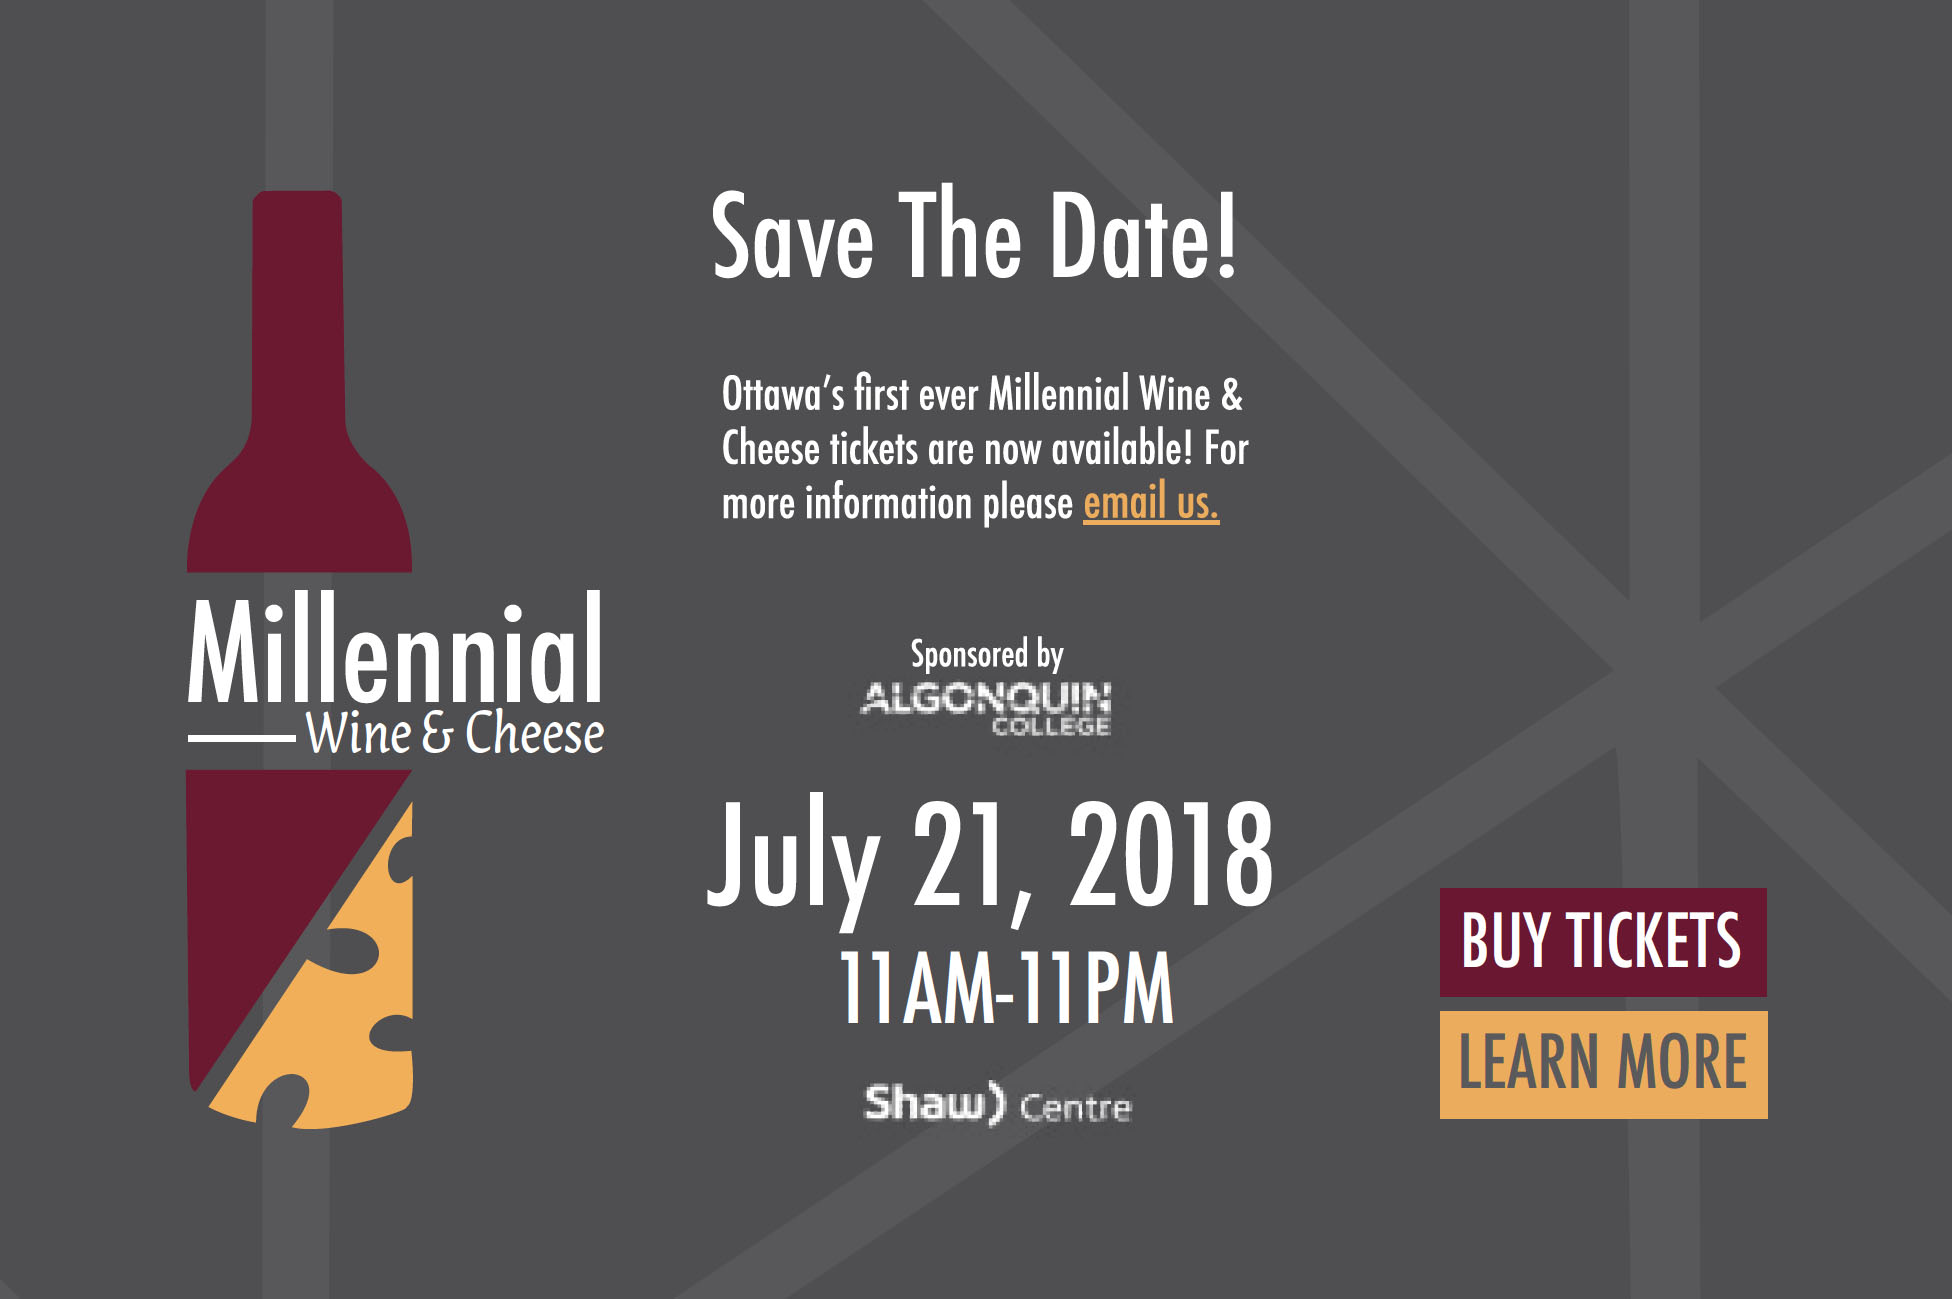 Save The Date!
Ottawa's first ever Millennial Wine &
Cheese tickets are now available! For
more information please email us.
Millennial
Wine & Cheese
Sponsored by
ALGONQUIN
COLLEGE
July 21, 2018
11AM-11PM
Shaw) Centre
BUY TICKETS
LEARN MORE